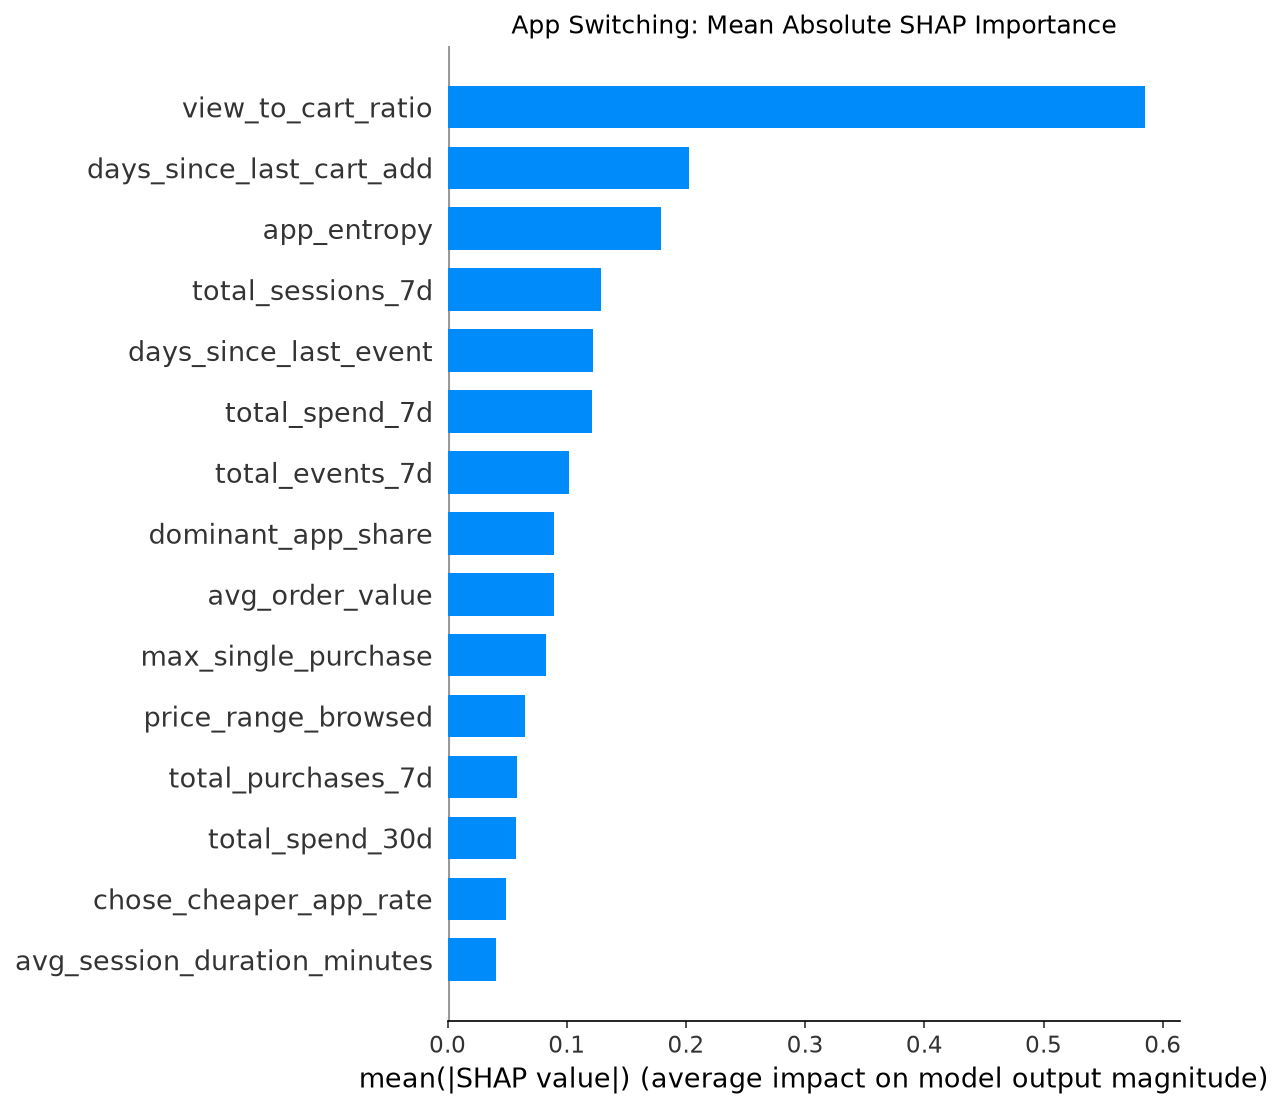 App Switching: Mean Absolute SHAP Importance
view_to_cart_ratio
days_since_last_cart_add
app_entropy
total_sessions_7d
days_since_last_event
total_spend_7d
total_events_7d
dominant_app_share
avg_order_value
max_single_purchase
price_range_browsed
total_purchases_7d
total_spend_30d
chose_cheaper_app_rate
avg_session_duration_minutes
0.0 0.1 0.2 0.3 0.4 0.5 0.6
mean(|SHAP value|) (average impact on model output magnitude)